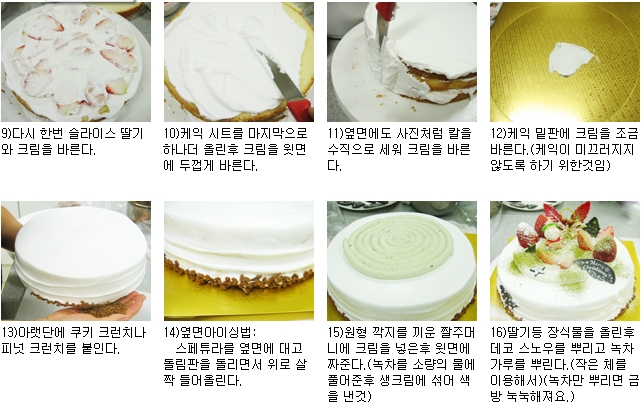 9)다시 한번 슬라이스 딸기
와 크림을 바른다.
10)케익 시트를 마지막으로
하나더 올린후 크림을 윗면
에 두껍게 바른다.
11)옆면에도 사진처럼 칼을
수직으로 세워 크림을 바른
다.
12)케익 밑판에 크림을 조금
바른다.(케익이 미끄러지지
않도록 하기 위한것임)
13)아랫단에 쿠키 크런치나
피넛 크런치를 붙인다.
14)옆면아이싱법:
스페튜라를 옆면에 대고
돌림판을 돌리면서 위로 살
짝 들어올린다.
15)원형 깍지를 끼운 짤주머
니에 크림을 넣은후 윗면에
짜준다.(녹차를 소량의 물에
풀어준후 생크림에 섞어 색
을 낸것)
16)딸기등 장식물을 올린후
데코 스노우를 뿌리고 녹차
가루를 뿌린다.(작은 체를
이용해서)(녹차만 뿌리면 금
방 눅눅해져요.)